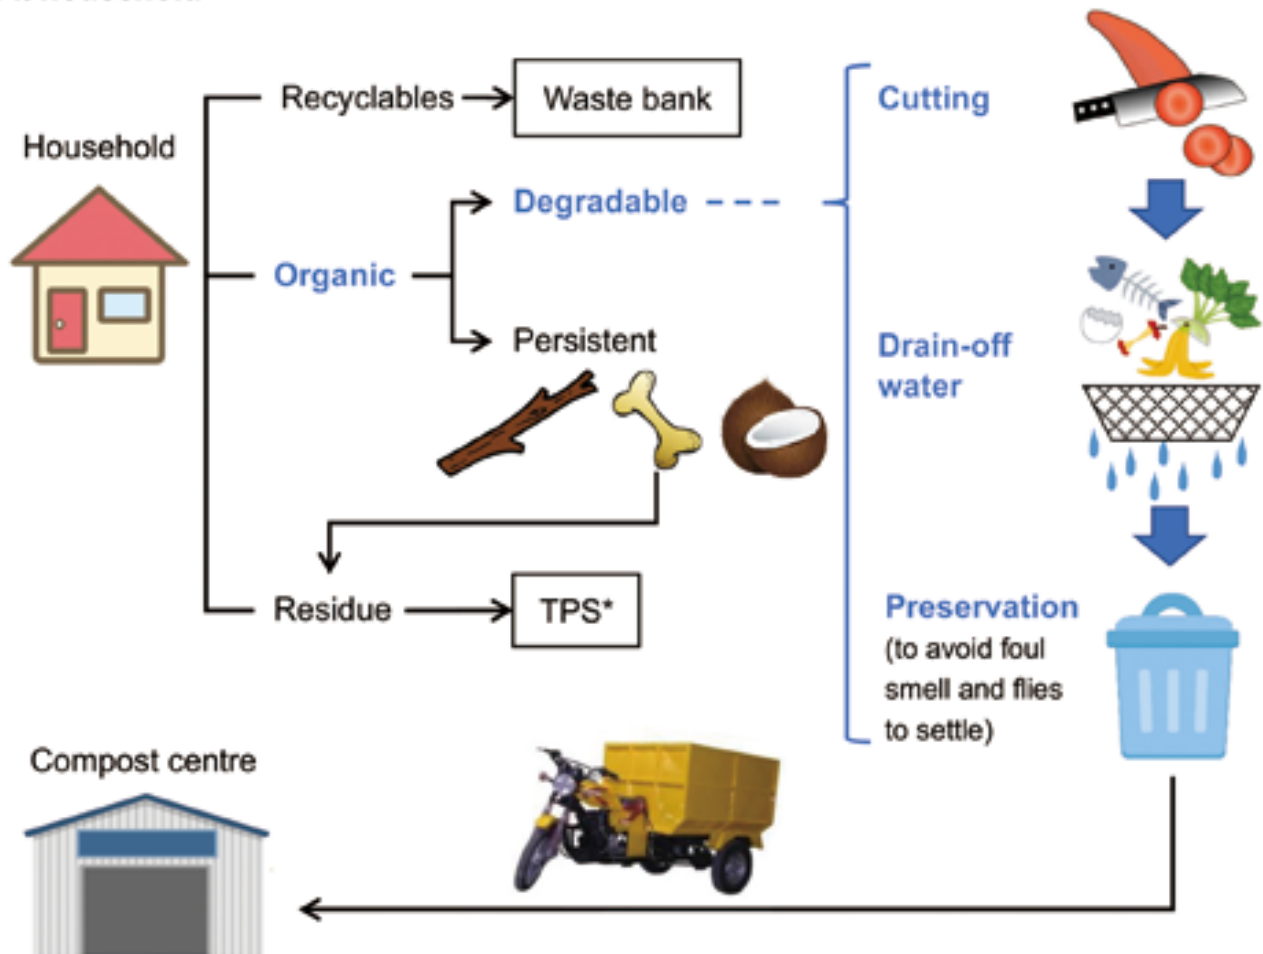 Household
Recyclables
Waste bank
Organic
Degradable
Persistent
Residue
TPS*
Cutting
Drain-off
water
Preservation
(to avoid foul
smell and flies
to settle)
Compost centre